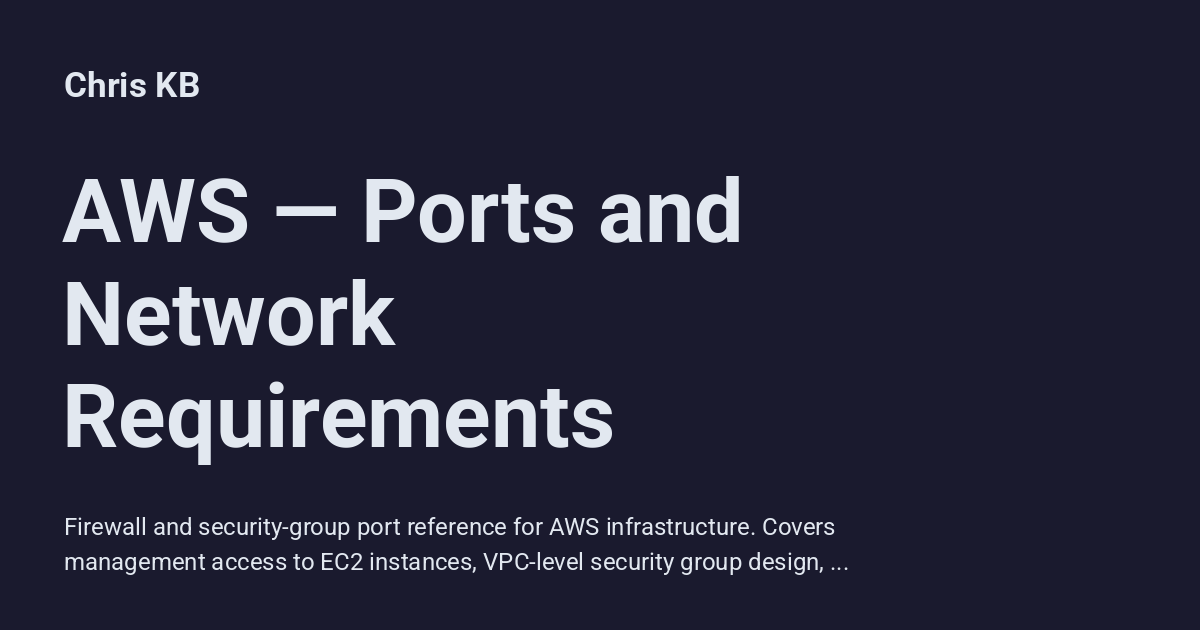 Chris KB
AWS — Ports and
Network
Requirements
Firewall and security-group port reference for AWS infrastructure. Covers
management access to EC2 instances, VPC-level security group design, ...